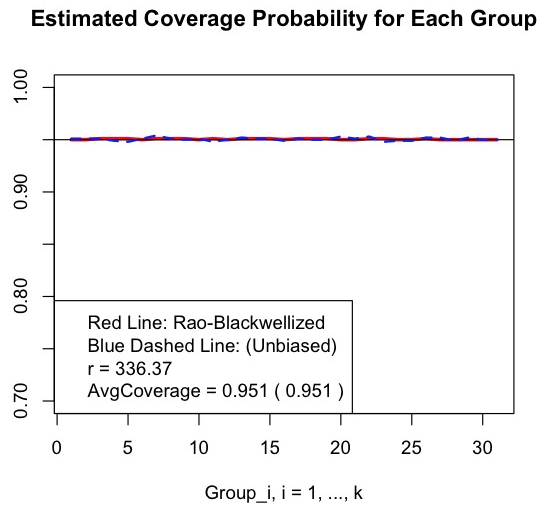 Estimated Coverage Probability for Each Group
1.00
0.90
0.80
0.70
Red Line: Rao-Blackwellized
Blue Dashed Line: (Unbiased)
r = 336.37
AvgCoverage = 0.951 ( 0.951 )
0 5 10 15 20 25 30
Group_i, i = 1, ..., k